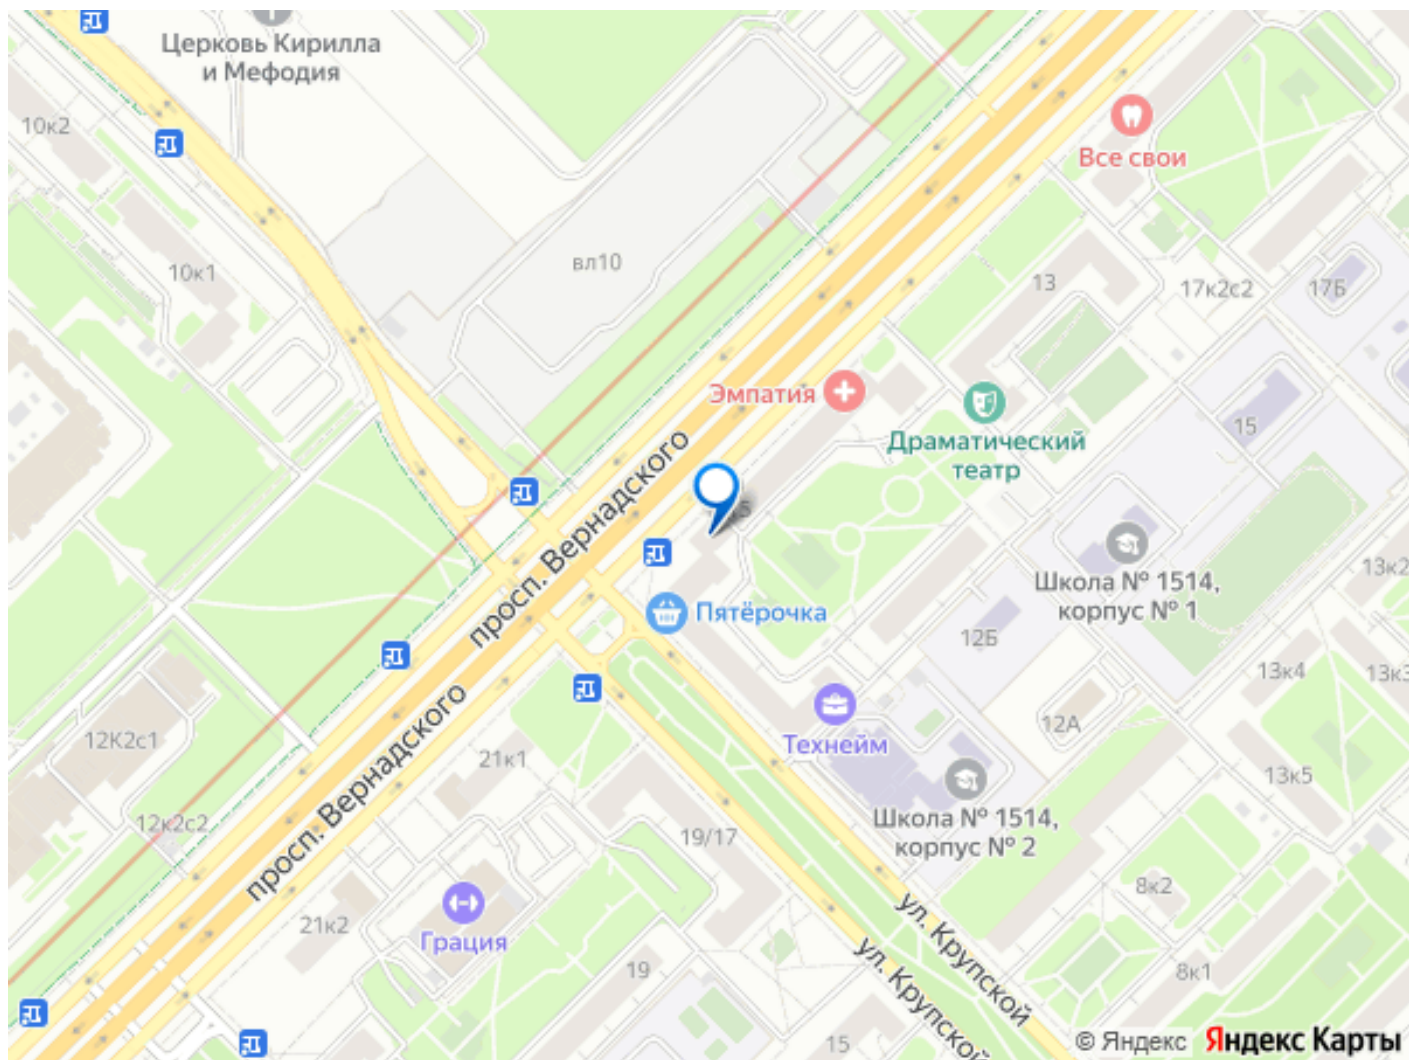 Церковь Кирилла
и Мефодия
10к2
Все свои
вл10
10к1
13
17к2с2
17Б
Эмпатия
Драматический
театр
15
просп. Вернадского
Школа № 1514,
корпус № 1
13к2
Пятёрочка
12Б
13к4
13к3
12А
Технейм
12К2с1
21к1
13к5
просп. Вернадского
12к2с2
19/17
Школа № 1514,
корпус № 2
8к2
21к2
Грация
ул. Крупской
ул. Крупской
19
8к1
15
© Яндекс Яндекс Карты